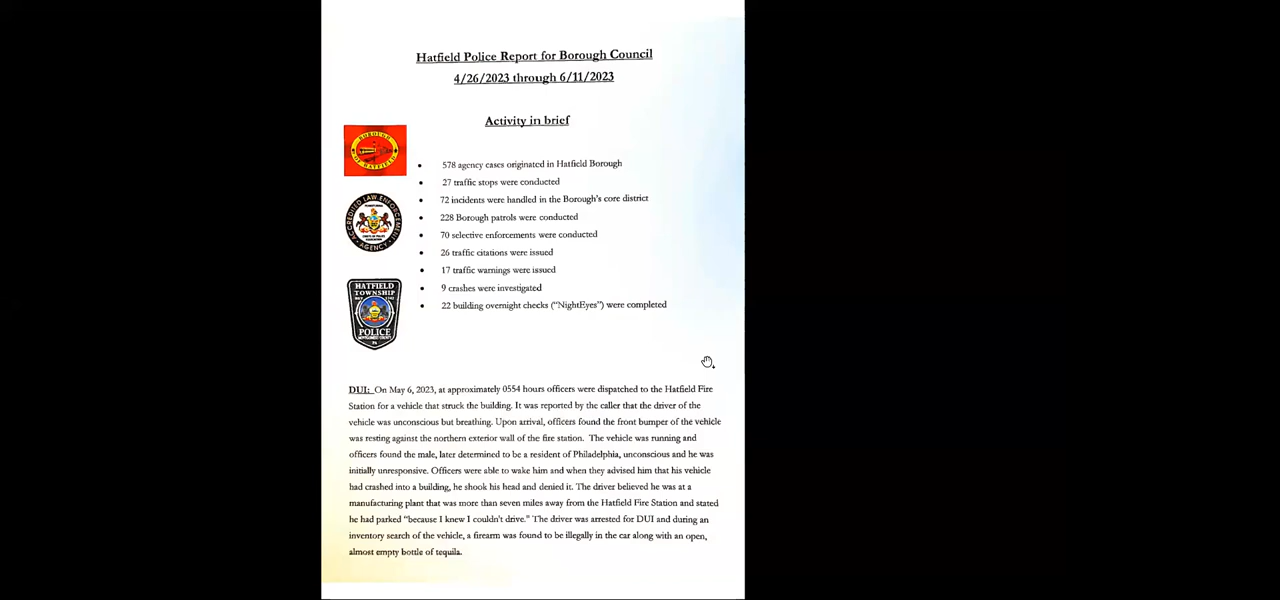 Hatfield Police Report for Borough Council
4/26/2023 through 6/11/2023
Activity in brief
BOROUGH
OF HATFIELD
• 578 agency cases originated in Hatfield Borough
• 27 traffic stops were conducted
• 72 incidents were handled in the Borough's core district
• 228 Borough patrols were conducted
• 70 selective enforcements were conducted
• 26 traffic citations were issued
• 17 traffic warnings were issued
• 9 crashes were investigated
• 22 building overnight checks ("NightEyes") were completed
ACCREDITED LAW ENFORCEMENT
PENNSYLVANIA
AGENCY
HATFIELD
TOWNSHIP
POLICE
MONTGOMERY COUNTY
PA
DUI: On May 6, 2023, at approximately 0554 hours officers were dispatched to the Hatfield Fire
Station for a vehicle that struck the building. It was reported by the caller that the driver of the
vehicle was unconscious but breathing. Upon arrival, officers found the front bumper of the vehicle
was resting against the northern exterior wall of the fire station. The vehicle was running and
officers found the male, later determined to be a resident of Philadelphia, unconscious and he was
initially unresponsive. Officers were able to wake him and when they advised him that his vehicle
had crashed into a building, he shook his head and denied it. The driver believed he was at a
manufacturing plant that was more than seven miles away from the Hatfield Fire Station and stated
he had parked "because I knew I couldn't drive." The driver was arrested for DUI and during an
inventory search of the vehicle, a firearm was found to be illegally in the car along with an open,
almost empty bottle of tequila.